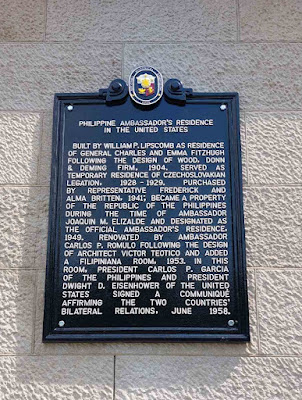 PHILIPPINE AMBASSADOR'S RESIDENCE
IN THE UNITED STATES
BUILT BY WILLIAM P. LIPSCOMB AS RESIDENCE
OF GENERAL CHARLES AND EMMA FITZHUGH
FOLLOWING THE DESIGN OF WOOD, DONN
& DEMING FIRM, 1904. SERVED AS
TEMPORARY RESIDENCE OF CZECHOSLOVAKIAN
LEGATION, 1928 - 1929. PURCHASED
BY REPRESENTATIVE FREDERICK AND
ALMA BRITTEN, 1941; BECAME A PROPERTY
OF THE REPUBLIC OF THE PHILIPPINES
DURING THE TIME OF AMBASSADOR
JOAQUIN M. ELIZALDE AND DESIGNATED AS
THE OFFICIAL AMBASSADOR'S RESIDENCE,
1949. RENOVATED BY AMBASSADOR
CARLOS P. ROMULO FOLLOWING THE DESIGN
OF ARCHITECT VICTOR TEOTICO AND ADDED
A FILIPINIANA ROOM, 1953. IN THIS
ROOM, PRESIDENT CARLOS P. GARCIA
OF THE PHILIPPINES AND PRESIDENT
DWIGHT D. EISENHOWER OF THE UNITED
STATES SIGNED A COMMUNIQUÉ
AFFIRMING THE TWO COUNTRIES'
BILATERAL RELATIONS, JUNE 1958.